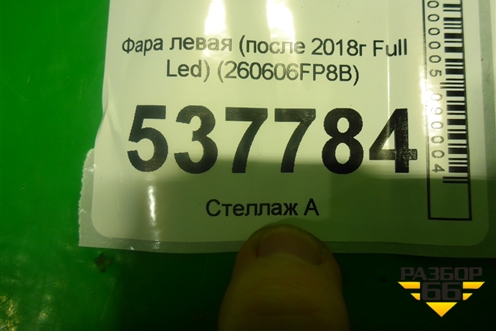 Фара левая (после 2018г Full
Led) (260606FP8B)
537784
Стеллаж А
РАЗБОР
66